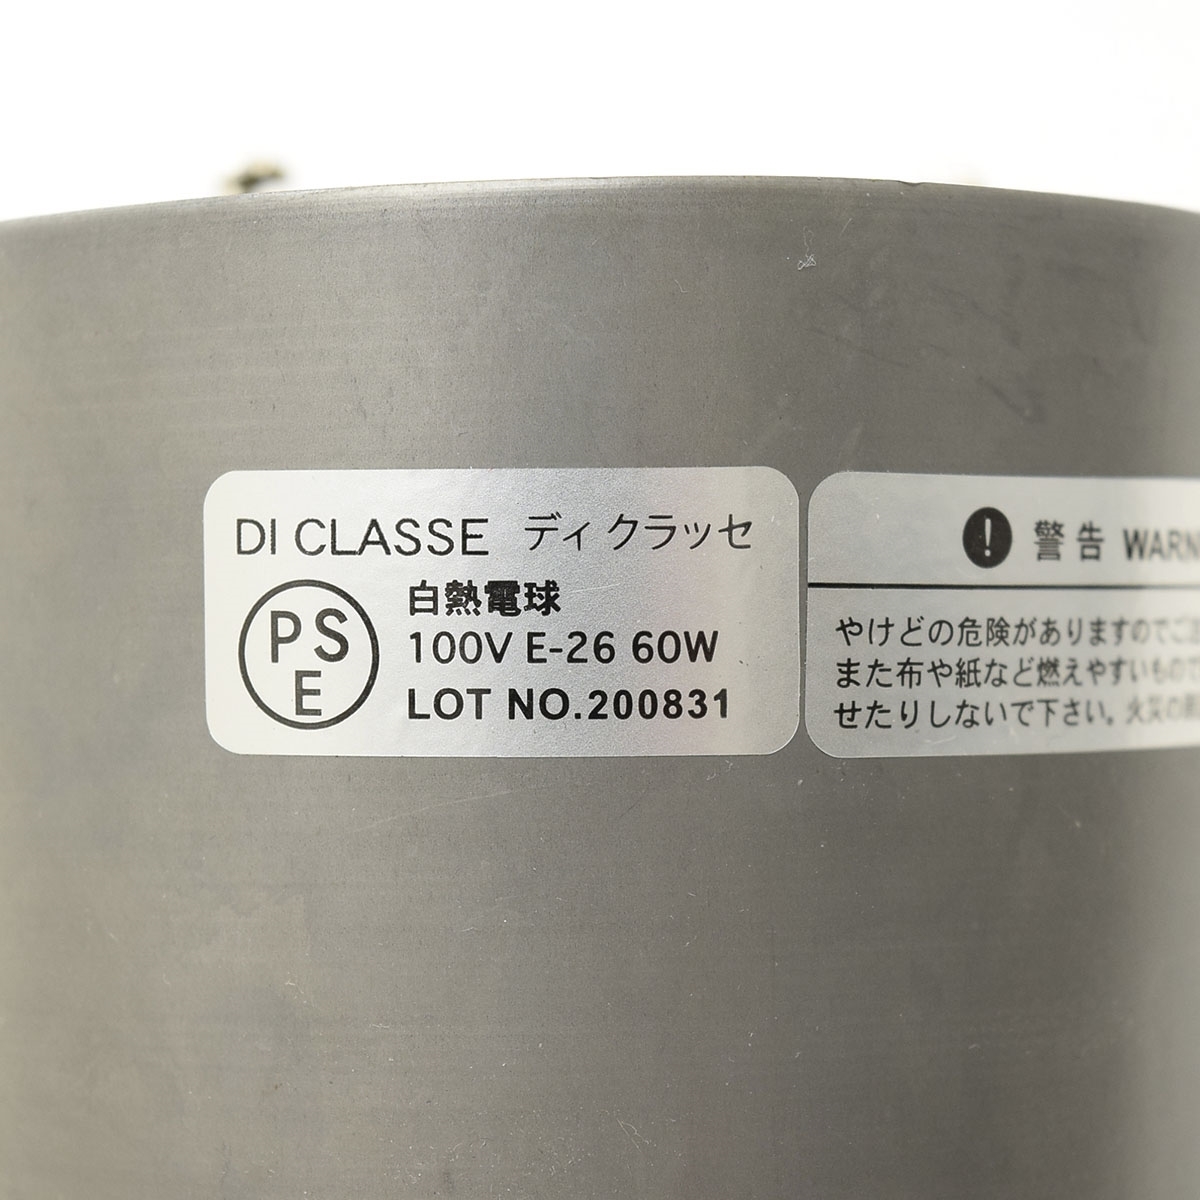 DI CLASSE ディ クラッセ
PS
E
白熱電球
100V E-26 60W
LOT NO.200831
! 警告 WARN
やけどの危険がありますのでご
また布や紙など燃えやすいもので
せたりしないで下さい。火災の